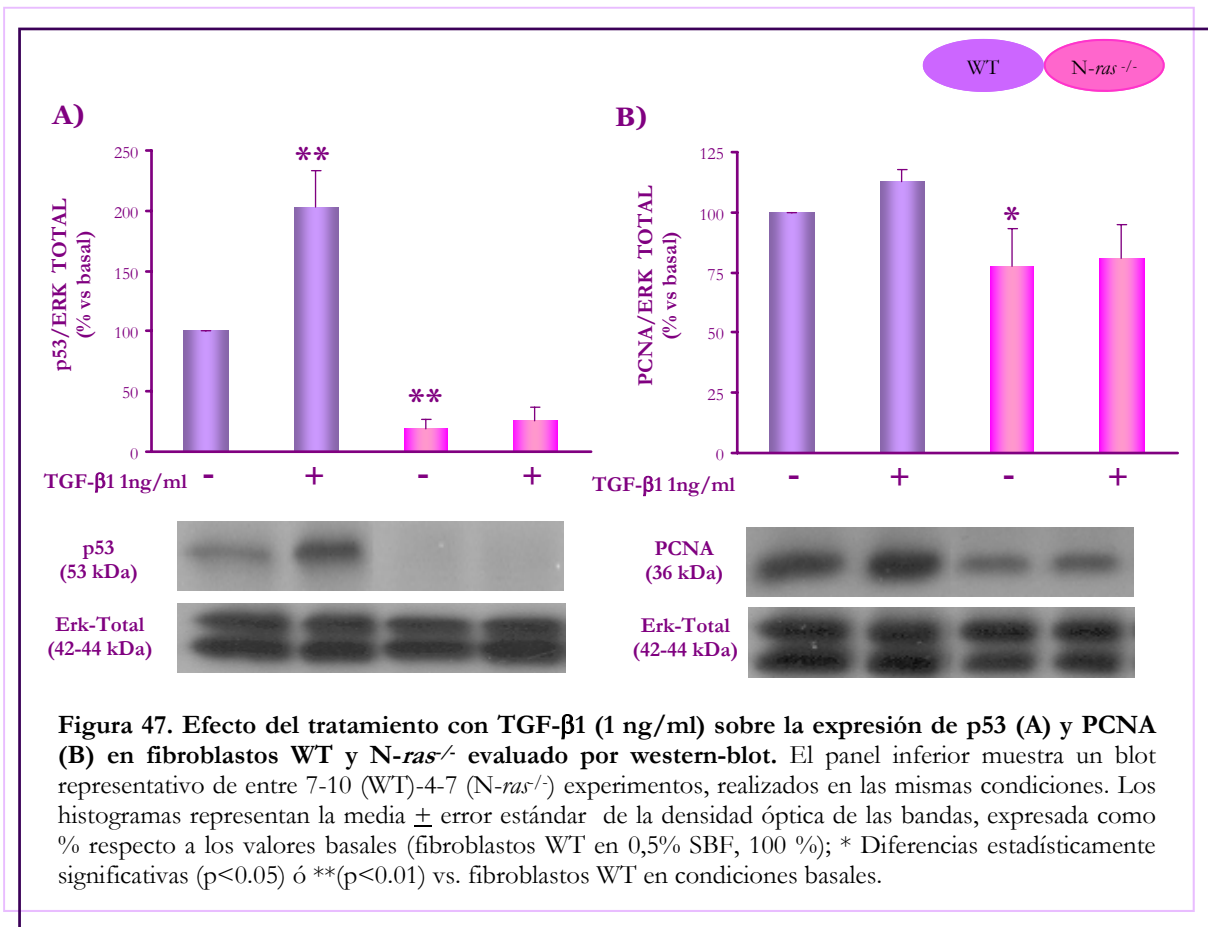 WT N-ras -/-
A)
B)
p53/ERK TOTAL
(% vs basal)
250
200
150
100
50
0
**
**
TGF-β1 1ng/ml - + - +
PCNA/ERK TOTAL
(% vs basal)
125
100
75
50
25
0
*
TGF-β1 1ng/ml - + - +
p53
(53 kDa)
Erk-Total
(42-44 kDa)
PCNA
(36 kDa)
Erk-Total
(42-44 kDa)
Figura 47. Efecto del tratamiento con TGF-β1 (1 ng/ml) sobre la expresión de p53 (A) y PCNA
(B) en fibroblastos WT y N-ras-/- evaluado por western-blot. El panel inferior muestra un blot
representativo de entre 7-10 (WT)-4-7 (N-ras-/-) experimentos, realizados en las mismas condiciones. Los
histogramas representan la media ± error estándar de la densidad óptica de las bandas, expresada como
% respecto a los valores basales (fibroblastos WT en 0,5% SBF, 100 %); * Diferencias estadísticamente
significativas (p<0.05) ó **(p<0.01) vs. fibroblastos WT en condiciones basales.